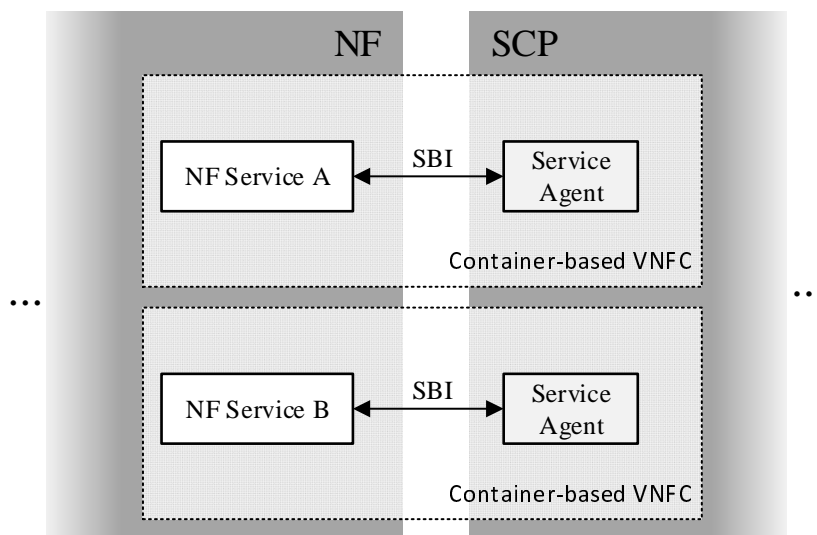 NF SCP
NF Service A
SBI
Service
Agent
Container-based VNFC
...
..
NF Service B
SBI
Service
Agent
Container-based VNFC